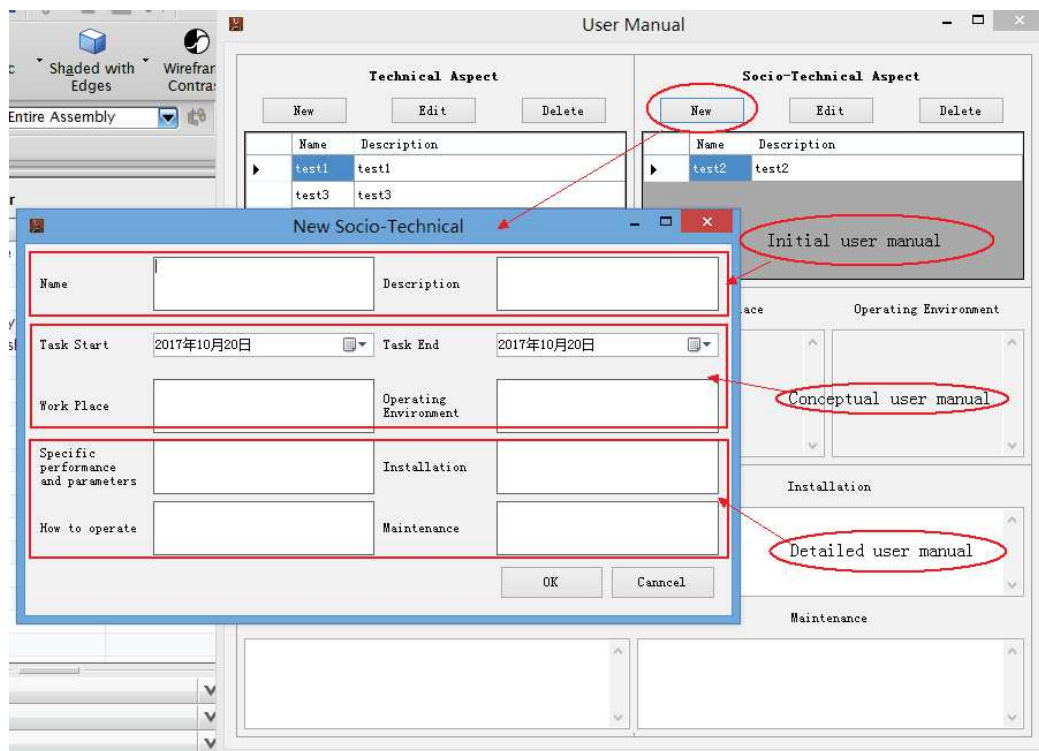 User Manual
Shaded with
Edges
Entire Assembly
Technical Aspect
Socio-Technical Aspect
New
Edit
Delete
New
Edit
Delete
Name
Description
Name
Description
test1
test1
test2
test2
test3
test3
New Socio-Technical
Initial user manual
Name
Description
Operating Environment
Task Start
2017年10月20日
Task End
2017年10月20日
Conceptual user manual
Work Place
Operating
Environment
Specific
performance
and parameters
Installation
Installation
How to operate
Maintenance
Detailed user manual
OK
Canncel
Maintenance